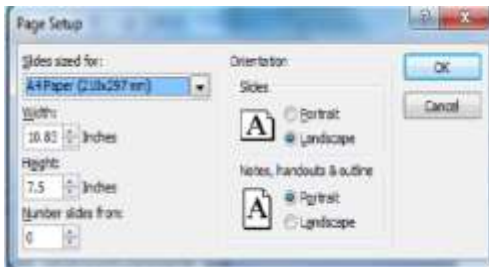 Page Setup
Slides sized for:
A4 Paper (210x297 mm)
Width:
10.83 Inches
Height:
7.5 Inches
Number slides from:
0
Orientation
Slides
A
Portrait
Landscape
Notes, handouts & outline
A
Portrait
Landscape
OK
Cancel